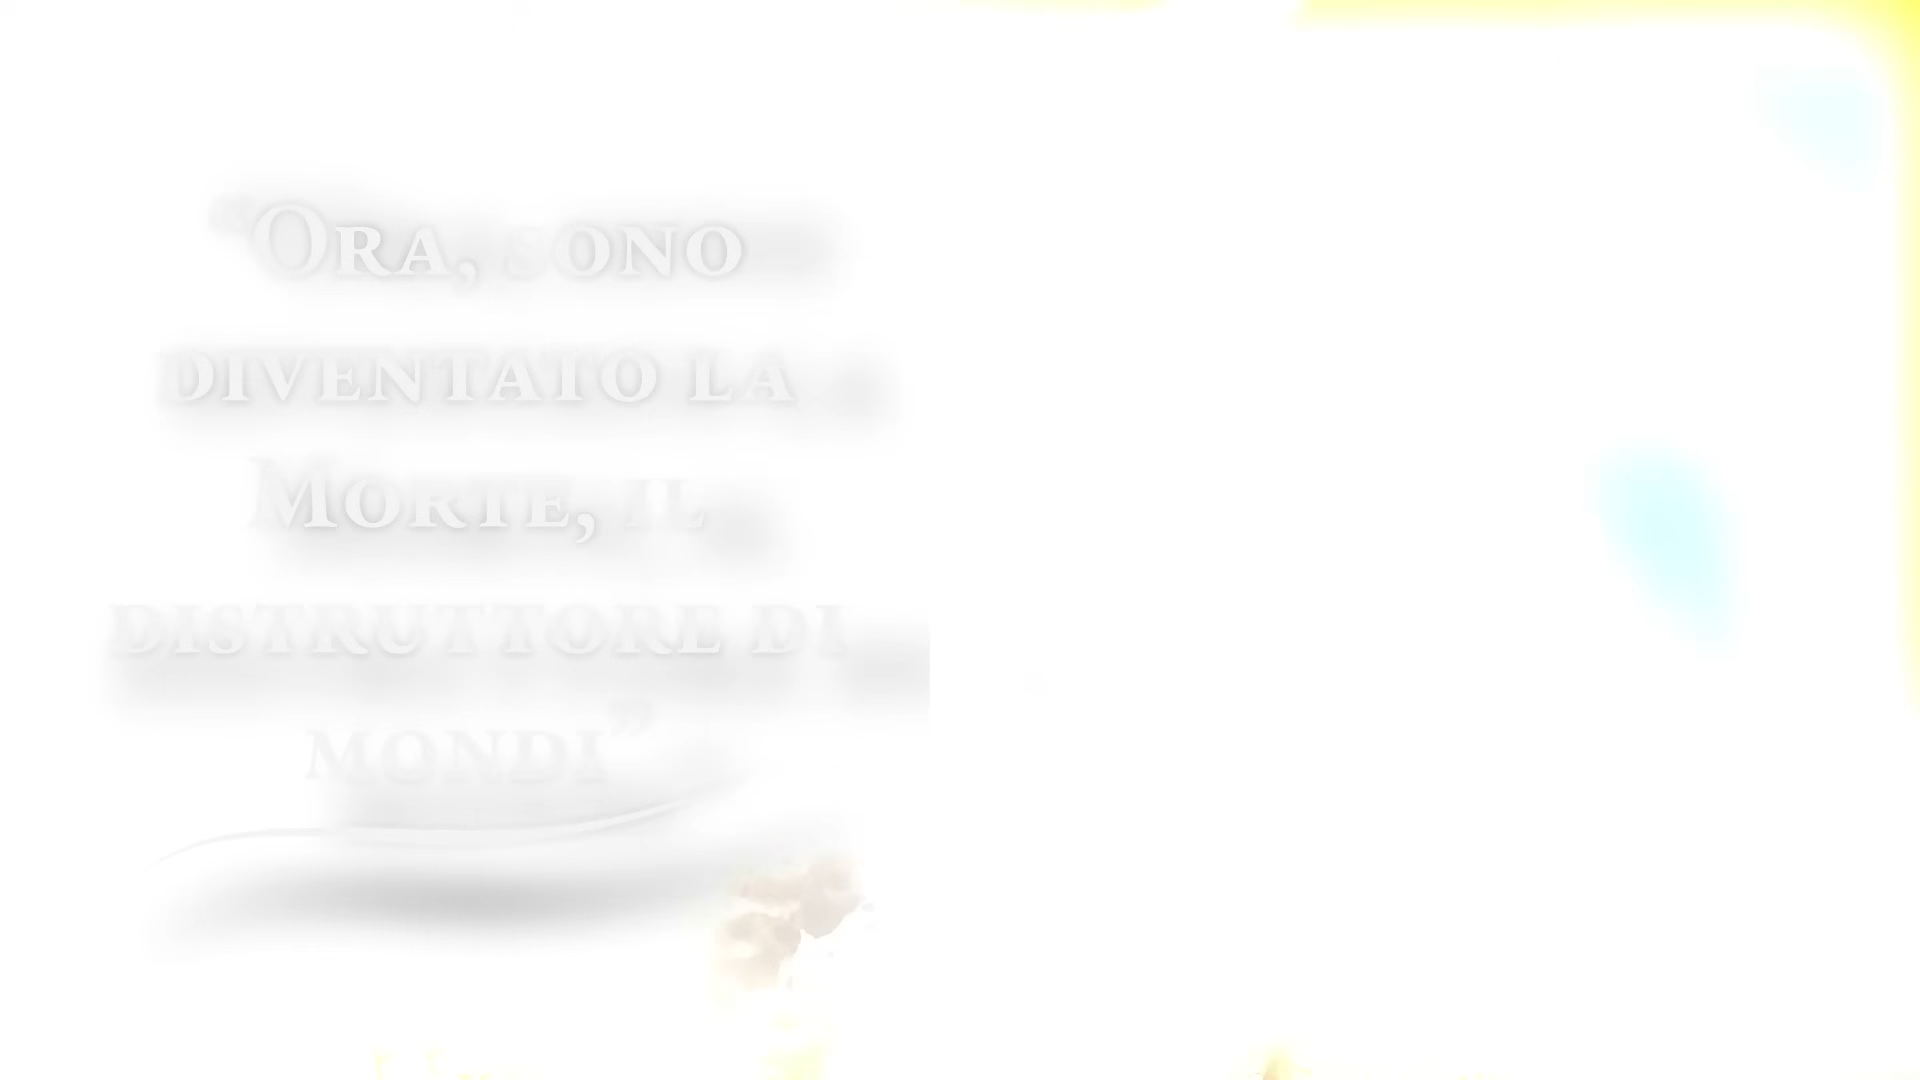 “Ora, sono
diventato la
Morte, il
distruttore di
mondi”